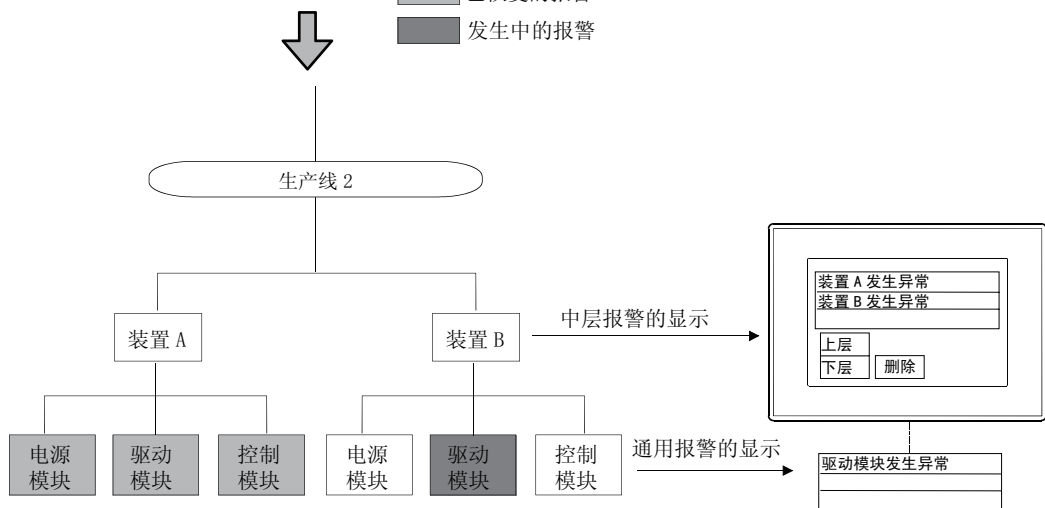 发生中的报警
生产线 2
装置 A
装置 B
中层报警的显示
装置 A 发生异常
装置 B 发生异常
上层
下层
删除
电源
模块
驱动
模块
控制
模块
电源
模块
驱动
模块
控制
模块
通用报警的显示
驱动模块发生异常